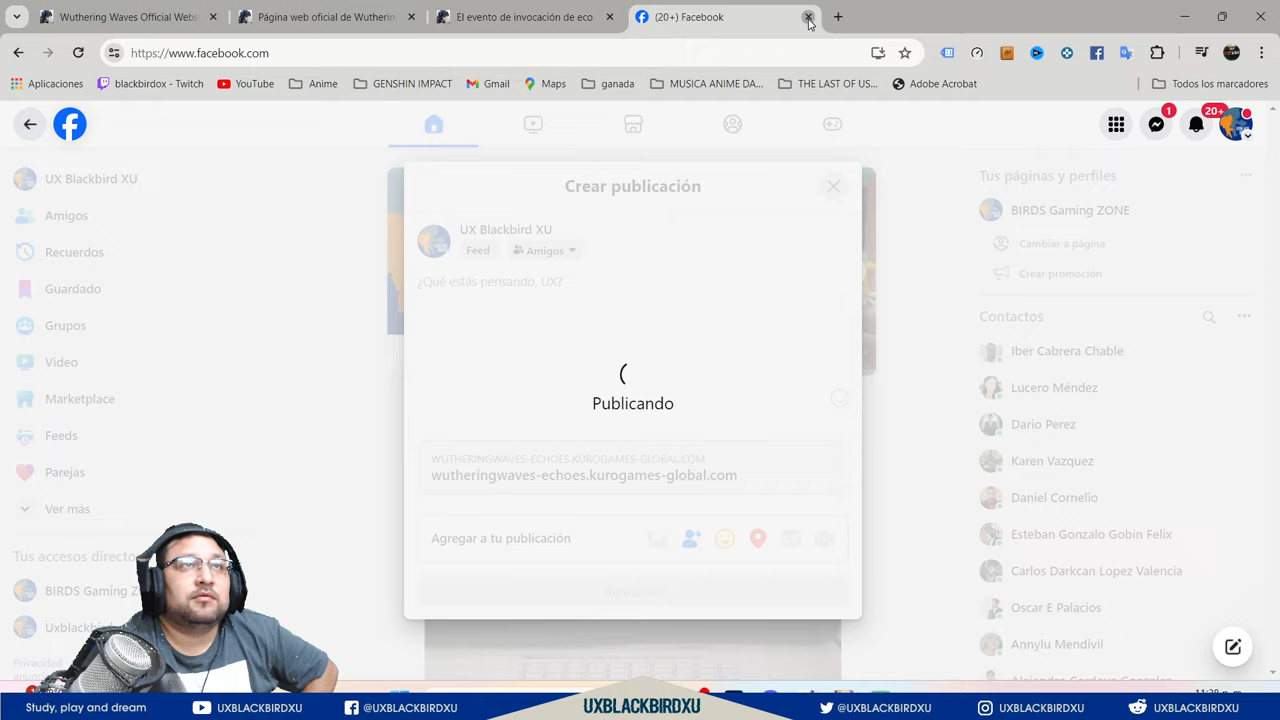 Wuthering Waves Official Webs
Página web oficial de Wutherin
El evento de invocación de eco
(20+) Facebook
https://www.facebook.com
Aplicaciones
blackbirdox - Twitch
YouTube
Anime
GENSHIN IMPACT
Gmail
Maps
ganada
MUSICA ANIME DA...
THE LAST OF US...
Adobe Acrobat
Todos los marcadores
1
20+
UX Blackbird XU
Amigos
Recuerdos
Guardado
Grupos
Video
Marketplace
Feeds
Parejas
Ver más
Tus accesos directo
BIRDS Gaming Z
Uxblackbirdxu
Privacidad
Crear publicación
UX Blackbird XU
Feed
Amigos
¿Qué estás pensando, UX?
Publicando
WUTHERINGWAVES-ECHOES.KUROGAMES-GLOBAL.COM
wutheringwaves-echoes.kurogames-global.com
Agregar a tu publicación
Tus páginas y perfiles
BIRDS Gaming ZONE
Cambiar a página
Crear promoción
Contactos
Iber Cabrera Chable
Lucero Méndez
Dario Perez
Karen Vazquez
Daniel Cornelio
Esteban Gonzalo Gobin Felix
Carlos Darkcan Lopez Valencia
Oscar E Palacios
Annylu Mendivil
Study, play and dream
UXBLACKBIRDXU
@UXBLACKBIRDXU
UXBLACKBIRDXU
@UXBLACKBIRDXU
UXBLACKBIRDXU
UXBLACKBIRDXU